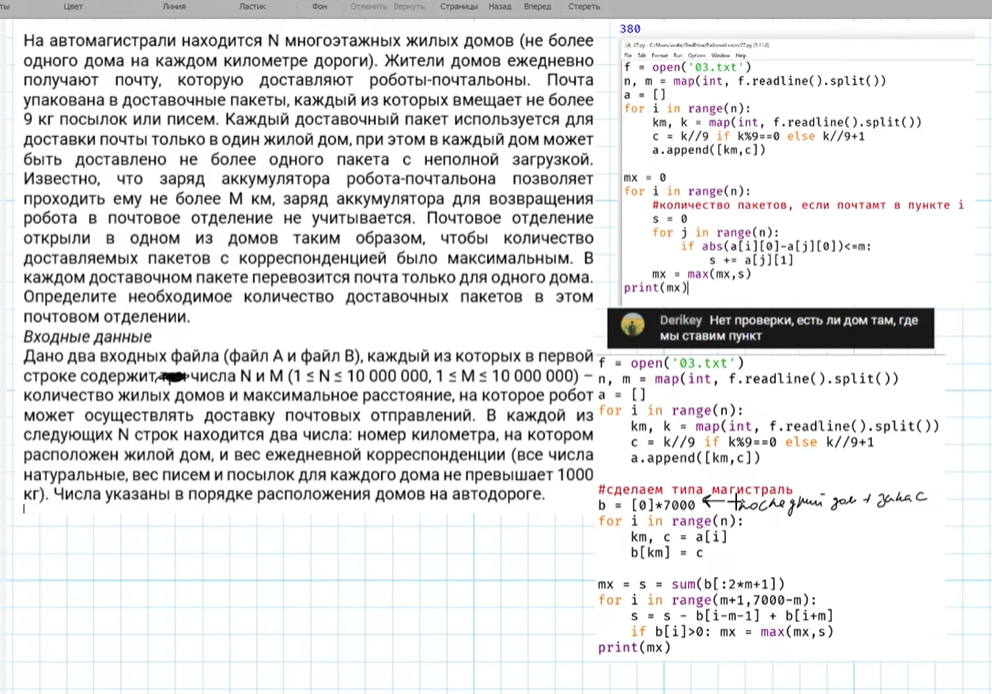 ты Цвет Линия Ластик Фон Отменить Вернуть Страницы Назад Вперед Стереть
На автомагистрали находится N многоэтажных жилых домов (не более
одного дома на каждом километре дороги). Жители домов ежедневно
получают почту, которую доставляют роботы-почтальоны. Почта
упакована в доставочные пакеты, каждый из которых вмещает не более
9 кг посылок или писем. Каждый доставочный пакет используется для
доставки почты только в один жилой дом, при этом в каждый дом может
быть доставлено не более одного пакета с неполной загрузкой.
Известно, что заряд аккумулятора робота-почтальона позволяет
проходить ему не более М км, заряд аккумулятора для возвращения
робота в почтовое отделение не учитывается. Почтовое отделение
открыли в одном из домов таким образом, чтобы количество
доставляемых пакетов с корреспонденцией было максимальным. В
каждом доставочном пакете перевозится почта только для одного дома.
Определите необходимое количество доставочных пакетов в этом
почтовом отделении.
Входные данные
Дано два входных файла (файл A и файл B), каждый из которых в первой
строке содержит числа N и M (1 ≤ N ≤ 10 000 000, 1 ≤ M ≤ 10 000 000) –
количество жилых домов и максимальное расстояние, на которое робот
может осуществлять доставку почтовых отправлений. В каждой из
следующих N строк находится два числа: номер километра, на котором
расположен жилой дом, и вес ежедневной корреспонденции (все числа
натуральные, вес писем и посылок для каждого дома не превышает 1000
кг). Числа указаны в порядке расположения домов на автодороге.
380
File Edit Format Run Options Window Help
f = open('03.txt')
n, m = map(int, f.readline().split())
a = []
for i in range(n):
    km, k = map(int, f.readline().split())
    c = k//9 if k%9==0 else k//9+1
    a.append([km,c])
mx = 0
for i in range(n):
    #количество пакетов, если почтамт в пункте i
    s = 0
    for j in range(n):
        if abs(a[i][0]-a[j][0])<=m:
            s += a[j][1]
    mx = max(mx,s)
print(mx)
Derikey Нет проверки, есть ли дом там, где
мы ставим пункт
f = open('03.txt')
n, m = map(int, f.readline().split())
a = []
for i in range(n):
    km, k = map(int, f.readline().split())
    c = k//9 if k%9==0 else k//9+1
    a.append([km,c])
#сделаем типа магистраль
b = [0]*7000 ← последний дом + запас
for i in range(n):
    km, c = a[i]
    b[km] = c
mx = s = sum(b[:2*m+1])
for i in range(m+1,7000-m):
    s = s - b[i-m-1] + b[i+m]
    if b[i]>0: mx = max(mx,s)
print(mx)